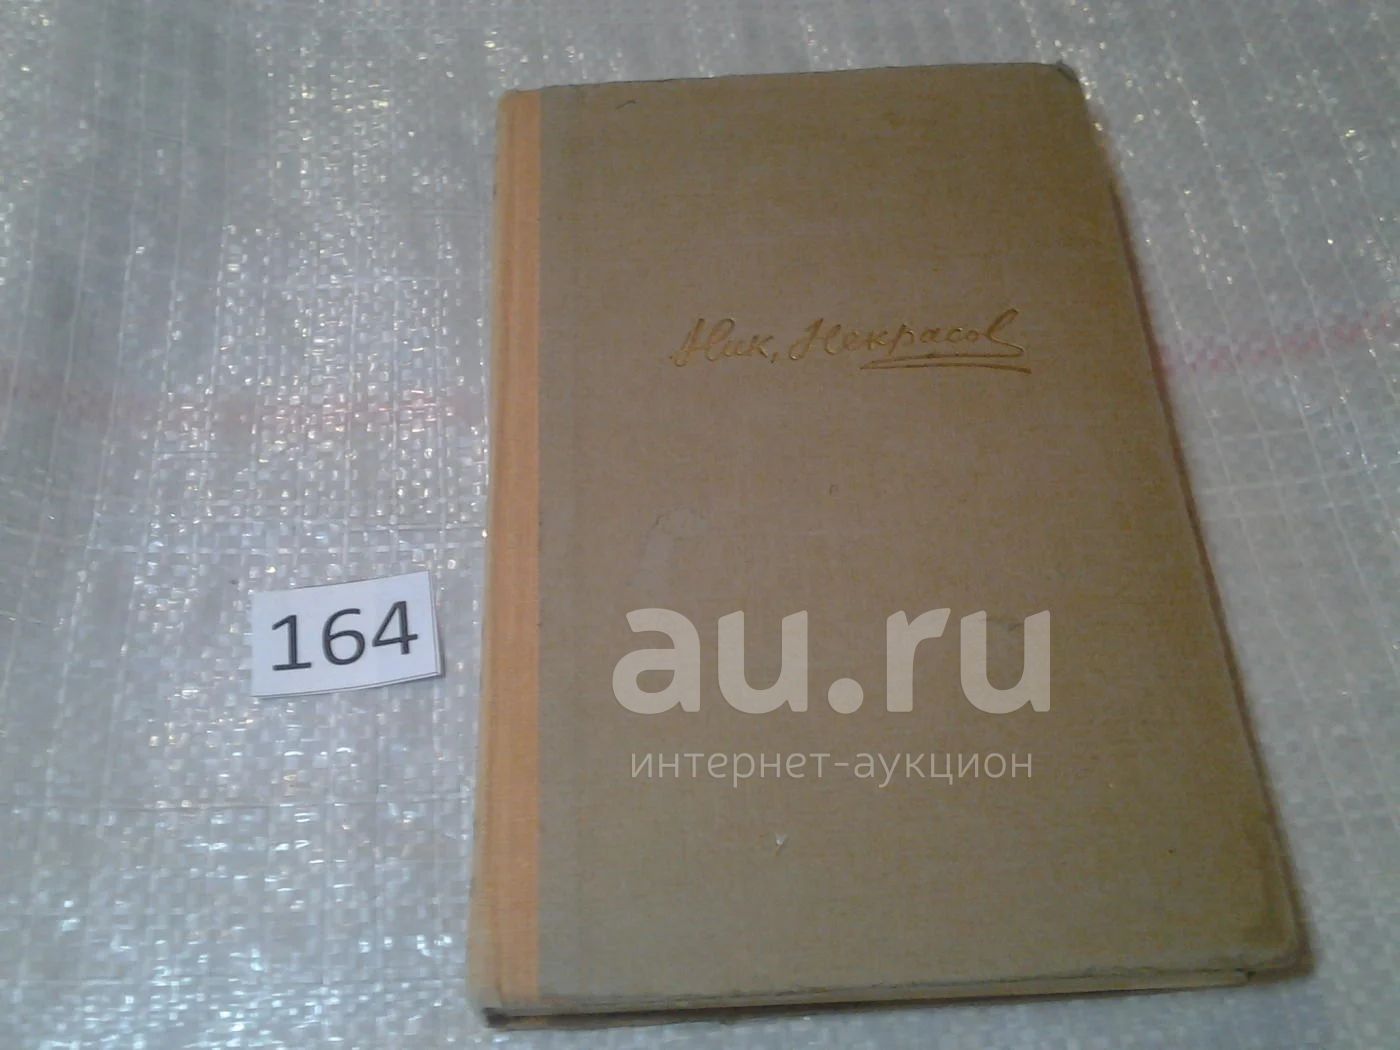 Ник. Некрасов
164
au.ru
интернет-аукцион